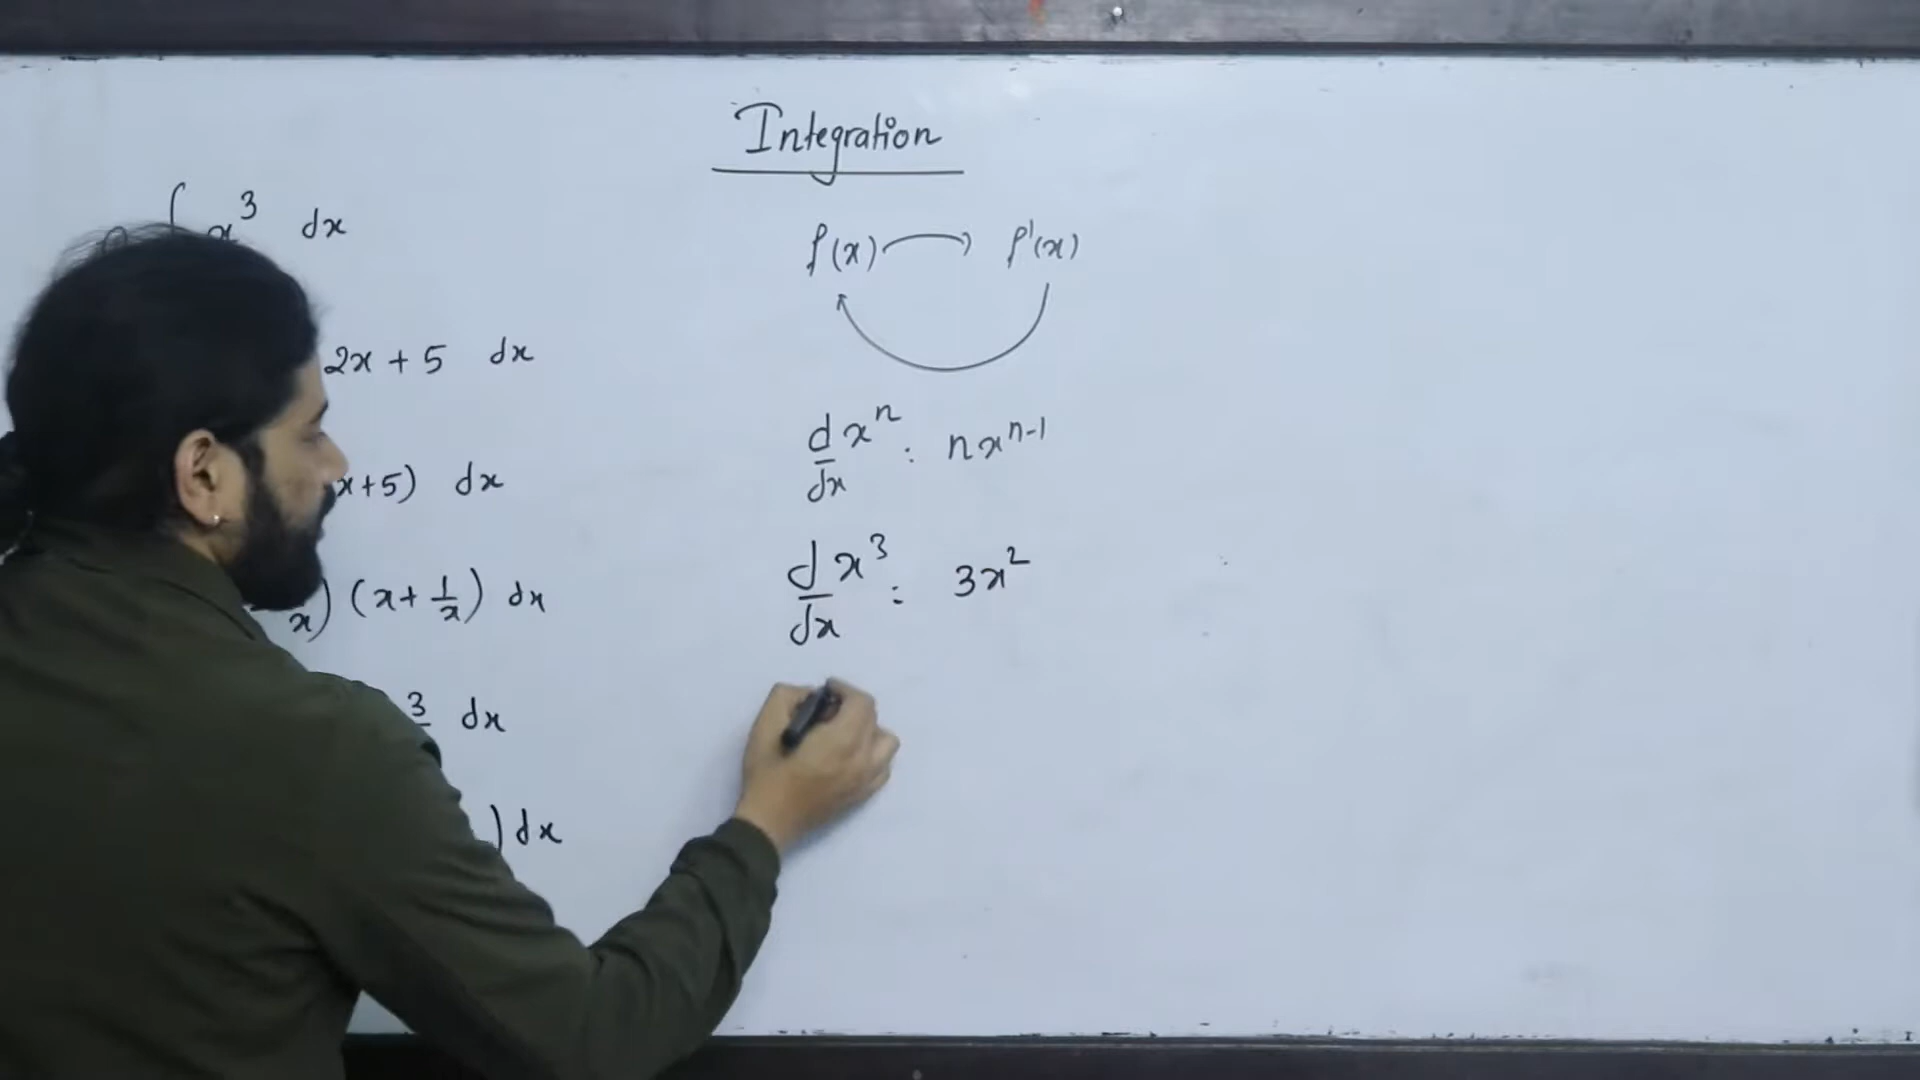 Integration
∫ x³ dx
f(x) → f'(x)
2x + 5 dx
d/dx xⁿ : nxⁿ⁻¹
x+5) dx
d/dx x³ : 3x²
x) (x + 1/x) dx
3 dx
) dx